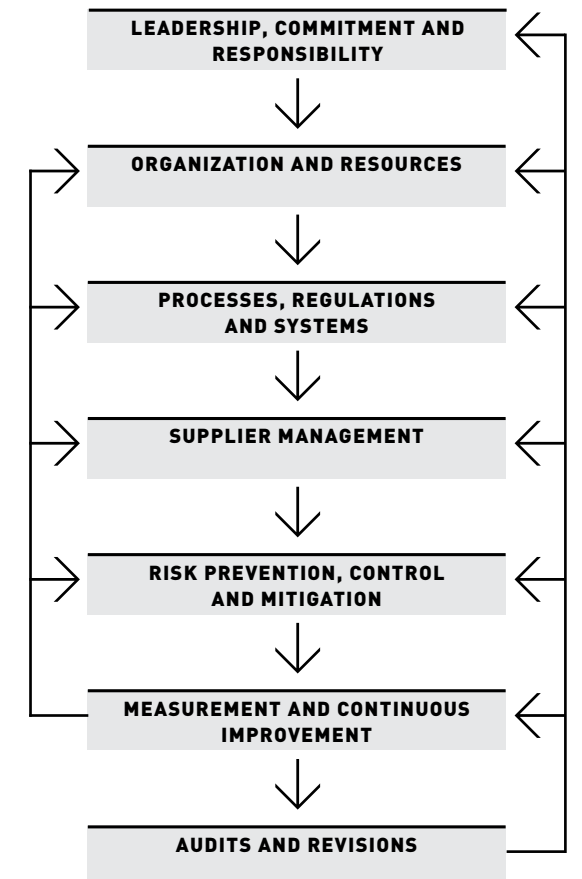 LEADERSHIP, COMMITMENT AND
RESPONSIBILITY
ORGANIZATION AND RESOURCES
PROCESSES, REGULATIONS
AND SYSTEMS
SUPPLIER MANAGEMENT
RISK PREVENTION, CONTROL
AND MITIGATION
MEASUREMENT AND CONTINUOUS
IMPROVEMENT
AUDITS AND REVISIONS